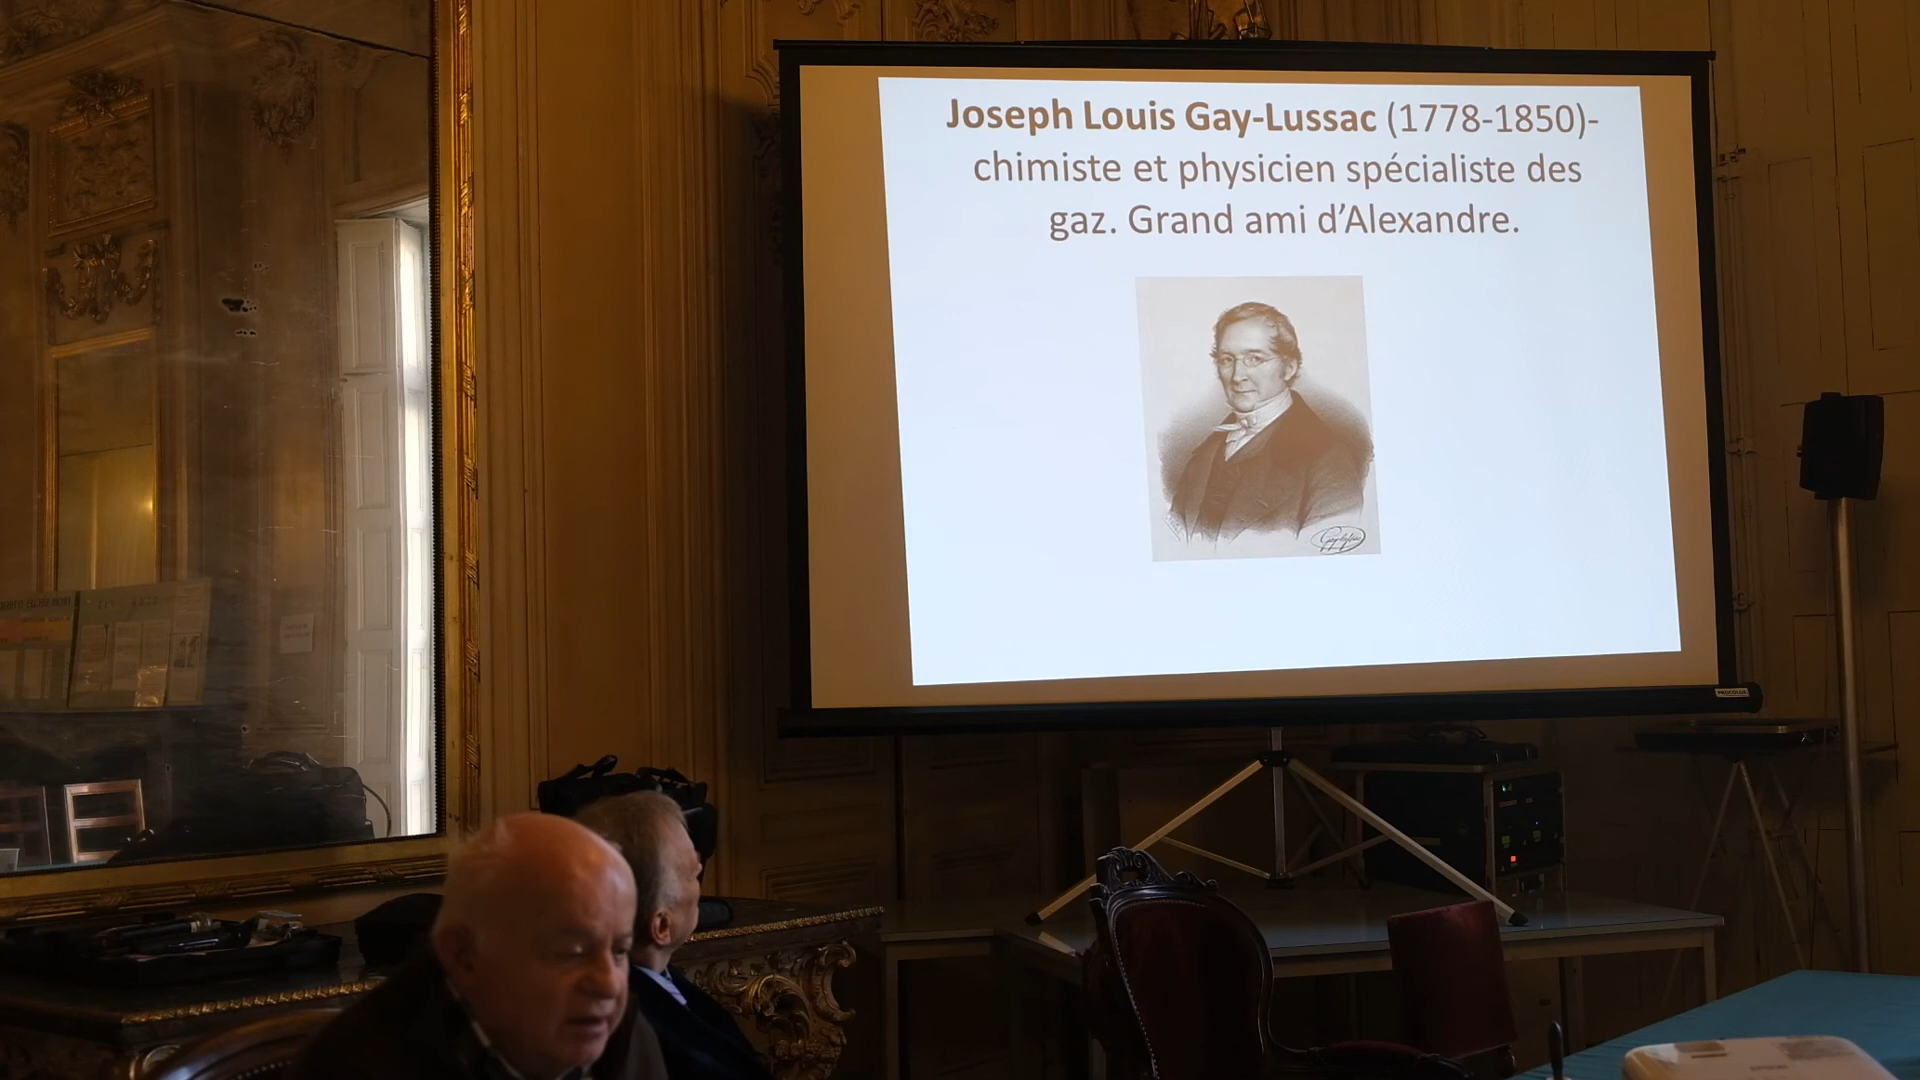 Joseph Louis Gay-Lussac (1778-1850)-
chimiste et physicien spécialiste des
gaz. Grand ami d’Alexandre.